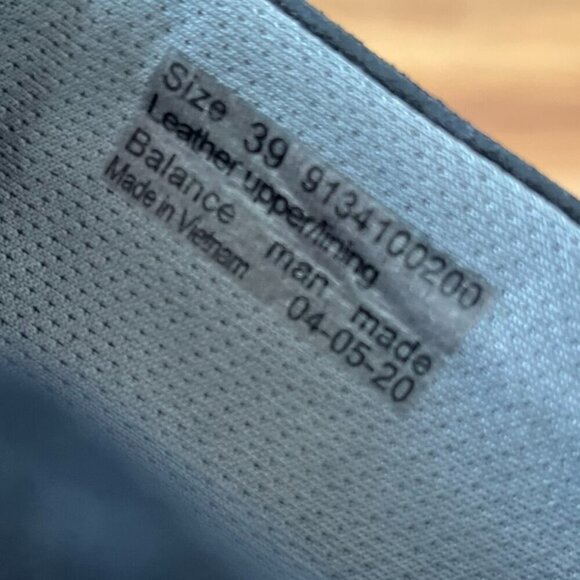 Size 39 9134100200
Leather upper/lining
Balance man made
Made in Vietnam 04-05-20